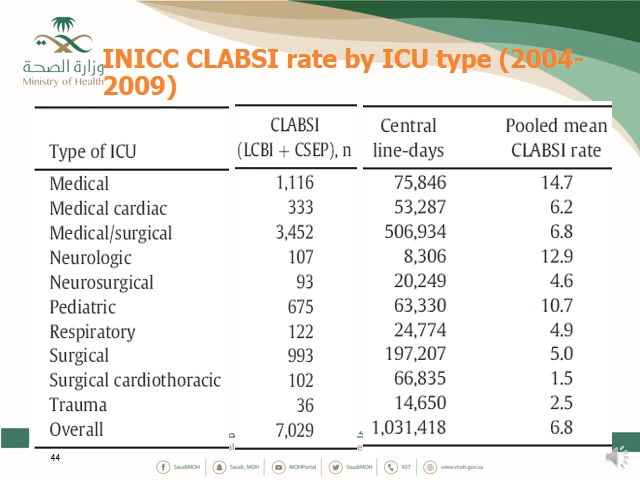 وزارة الصحة
Ministry of Health
INICC CLABSI rate by ICU type (2004-
2009)
Type of ICU CLABSI (LCBI + CSEP), n Central line-days Pooled mean CLABSI rate
Medical 1,116 75,846 14.7
Medical cardiac 333 53,287 6.2
Medical/surgical 3,452 506,934 6.8
Neurologic 107 8,306 12.9
Neurosurgical 93 20,249 4.6
Pediatric 675 63,330 10.7
Respiratory 122 24,774 4.9
Surgical 993 197,207 5.0
Surgical cardiothoracic 102 66,835 1.5
Trauma 36 14,650 2.5
Overall 7,029 1,031,418 6.8
44
SaudiMOH Saudi_MOH MOHPortal SaudiMOH 937 www.moh.gov.sa